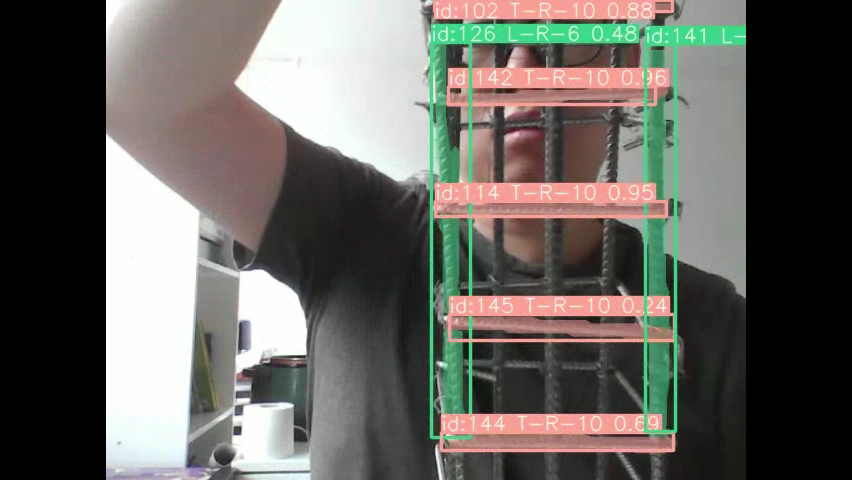 id:102 T-R-10 0.88
id:126 L-R-6 0.48
id:141 L-
id:142 T-R-10 0.96
id:114 T-R-10 0.95
id:145 T-R-10 0.24
id:144 T-R-10 0.69